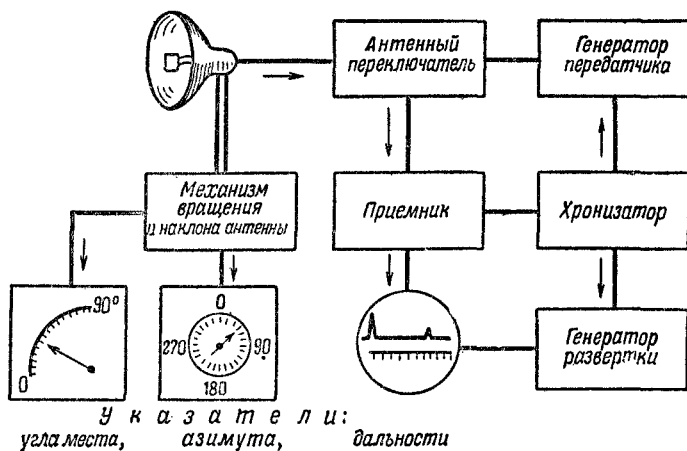 Антенный
переключатель
Генератор
передатчика
Механизм
вращения
и наклона антенны
Приемник
Хронизатор
90°
0
0
270
90
180
Генератор
развертки
Указатели:
угла места, азимута, дальности